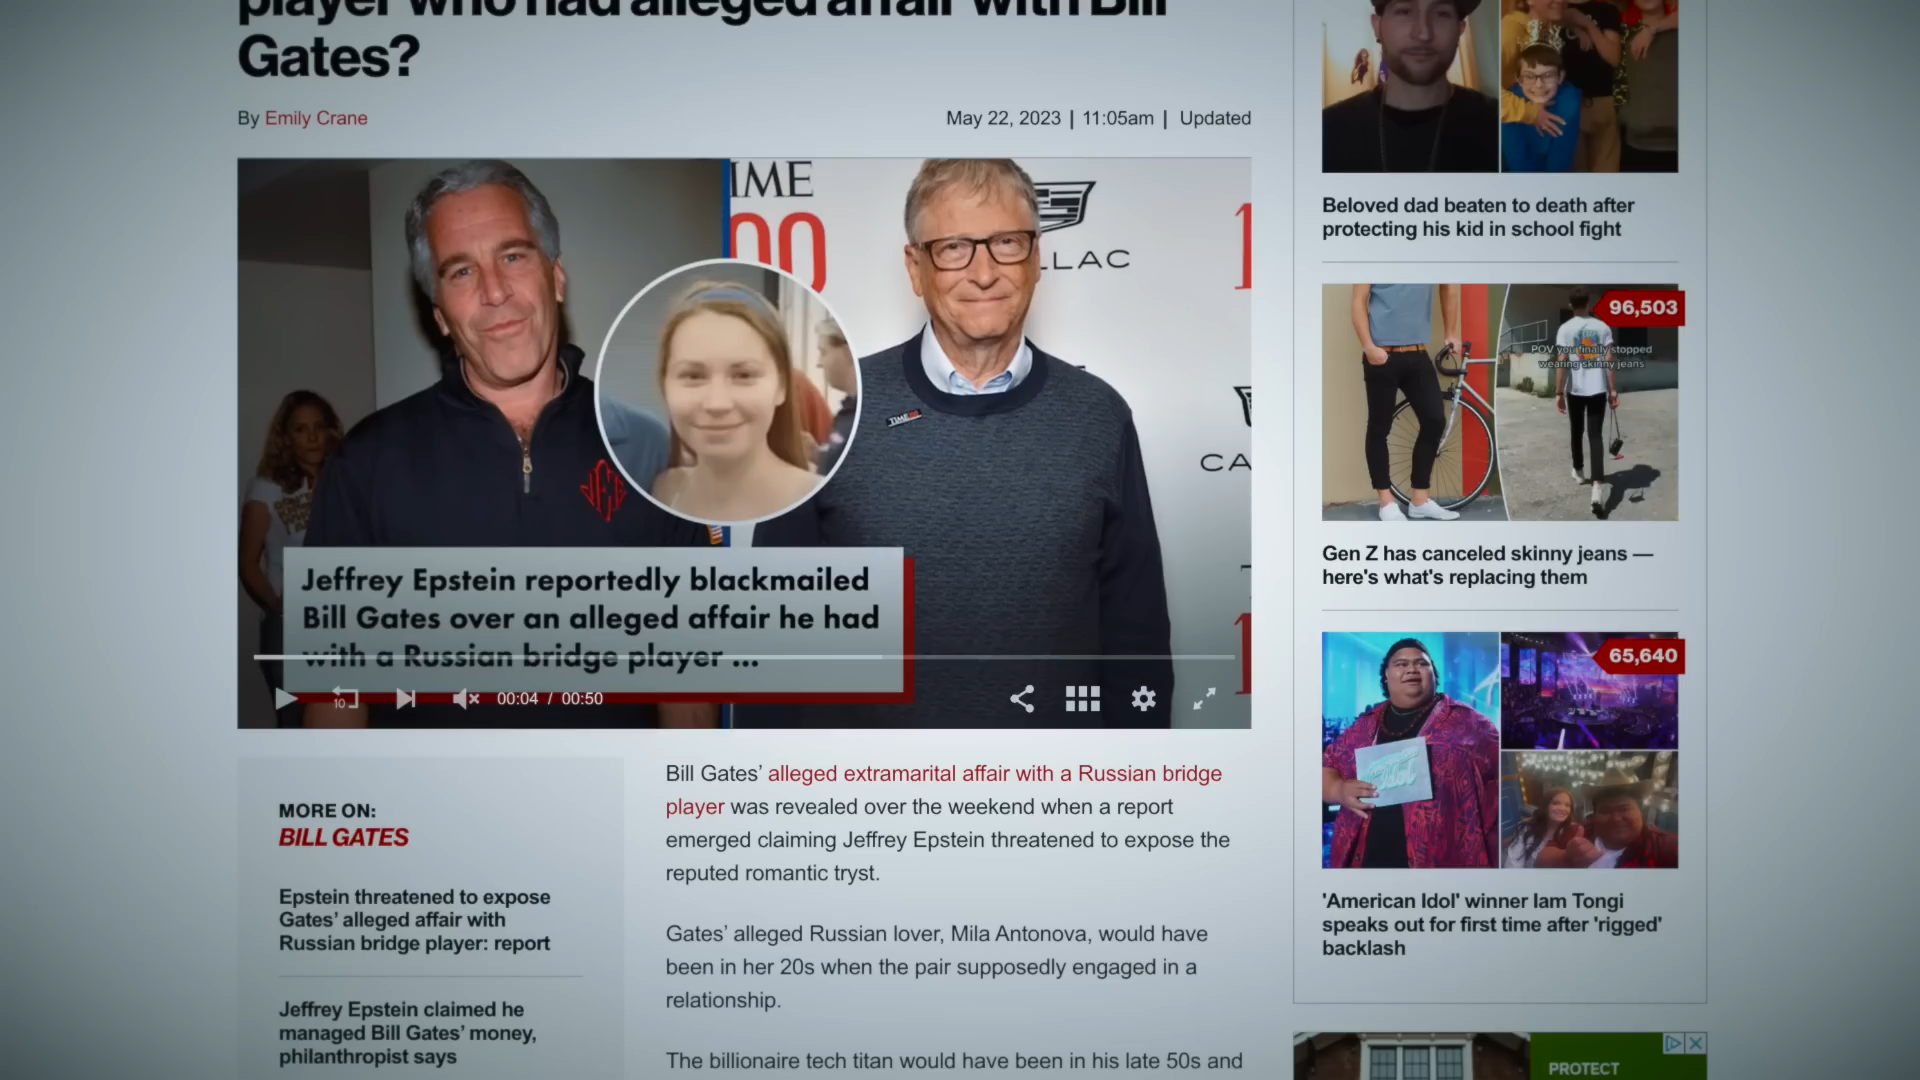 player who had alleged affair with Bill
Gates?
By Emily Crane
May 22, 2023 | 11:05am | Updated
TIME
100
CADILLAC
CA
TIME
JEE
Jeffrey Epstein reportedly blackmailed
Bill Gates over an alleged affair he had
with a Russian bridge player ...
10
00:04 / 00:50
MORE ON:
BILL GATES
Epstein threatened to expose
Gates’ alleged affair with
Russian bridge player: report
Jeffrey Epstein claimed he
managed Bill Gates’ money,
philanthropist says
Bill Gates’ alleged extramarital affair with a Russian bridge
player was revealed over the weekend when a report
emerged claiming Jeffrey Epstein threatened to expose the
reputed romantic tryst.
Gates’ alleged Russian lover, Mila Antonova, would have
been in her 20s when the pair supposedly engaged in a
relationship.
The billionaire tech titan would have been in his late 50s and
Beloved dad beaten to death after
protecting his kid in school fight
96,503
POV you finally stopped
wearing skinny jeans
Gen Z has canceled skinny jeans —
here's what's replacing them
65,640
Idol
'American Idol' winner Iam Tongi
speaks out for first time after 'rigged'
backlash
PROTECT